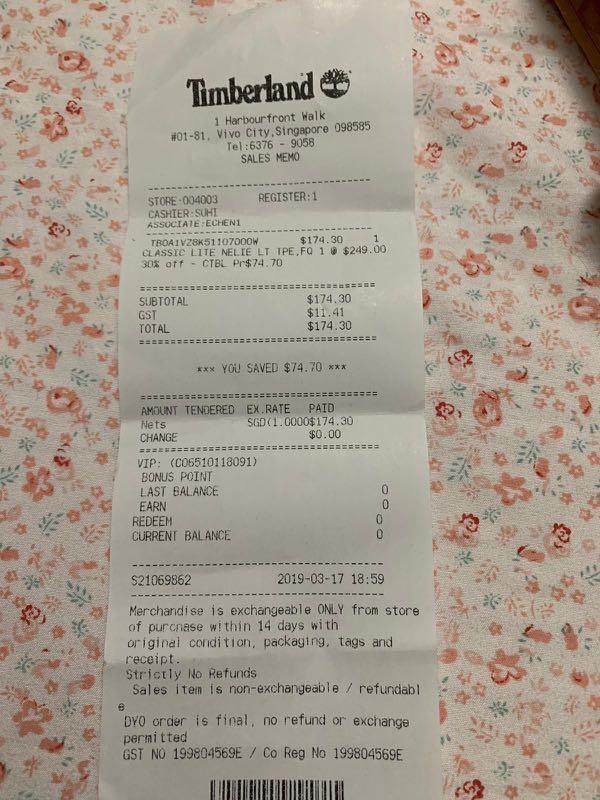 Timberland
1 Harbourfront Walk
#01-81, Vivo City,Singapore 098585
Tel:6376 - 9058
SALES MEMO
STORE:004003 REGISTER:1
CASHIER:SUHI
ASSOCIATE:ECHEN1
TBOA1VZ8K51107000W $174.30 1
CLASSIC LITE NELIE LT TPE,FQ 1 @ $249.00
30% off - CTBL Pr$74.70
SUBTOTAL $174.30
GST $11.41
TOTAL $174.30
*** YOU SAVED $74.70 ***
AMOUNT TENDERED EX.RATE PAID
Nets SGD(1.0000$174.30
CHANGE $0.00
VIP: (C06510118091)
BONUS POINT
LAST BALANCE 0
EARN 0
REDEEM 0
CURRENT BALANCE 0
S21069862 2019-03-17 18:59
Merchandise is exchangeable ONLY from store
of purchase within 14 days with
original condition, packaging, tags and
receipt.
Strictly No Refunds
Sales item is non-exchangeable / refundabl
e
DYO order is final, no refund or exchange
permitted
GST NO 199804569E / Co Reg No 199804569E